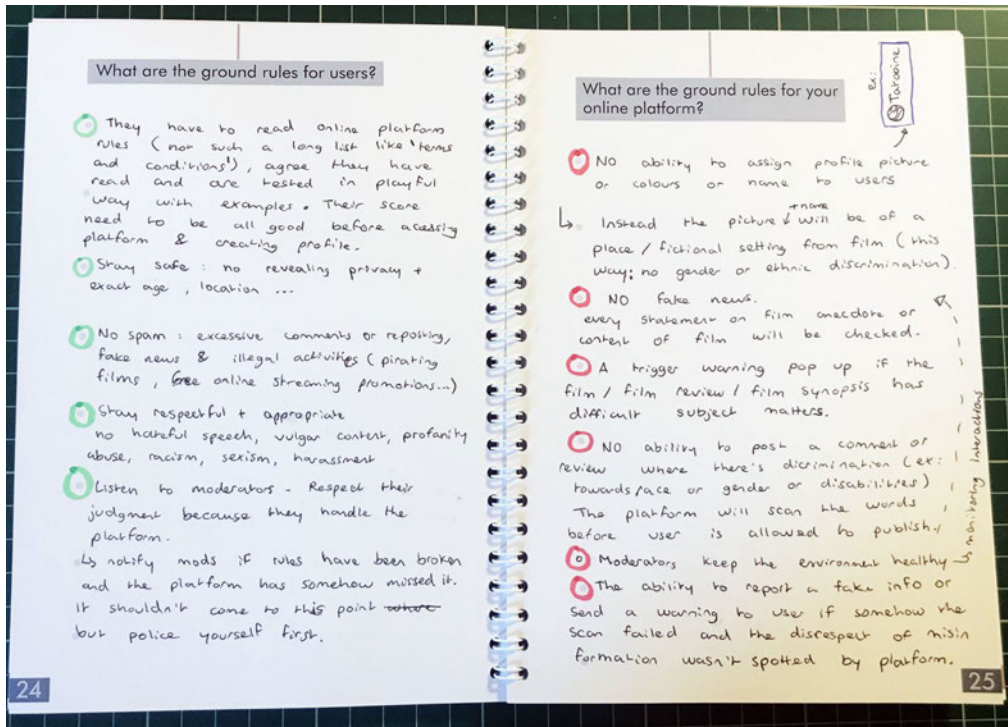 What are the ground rules for users?
They have to read online platform
rules (not such a long list like 'terms
and conditions'), agree they have
read and are tested in playful
way with examples. Their score
need to be all good before acessing
platform & creating profile.
Stay safe : no revealing privacy +
exact age, location ...
No spam : excessive comments or reposting,
fake news & illegal activities (pirating
films, free online streaming promotions...)
Stay respectful + appropriate
no hateful speech, vulgar content, profanity
abuse, racism, sexism, harassment
Listen to moderators - Respect their
judgment because they handle the
platform.
↳ notify mods if rules have been broken
and the platform has somehow missed it.
It shouldn't come to this point where
but police yourself first.
24
What are the ground rules for your
online platform?
Ex:
Tatooine
NO ability to assign profile picture
or colours or name to users
+ name
↳ Instead the picture ↓ will be of a
place / fictional setting from film (this
way: no gender or ethnic discrimination).
NO fake news.
every statement on film anecdote or
content of film will be checked.
A trigger warning pop up if the
film / film review / film synopsis has
difficult subject matters.
NO ability to post a comment or
review where there's dicrimination (ex:
towards race or gender or disabilities)
The platform will scan the words
before user is allowed to publish.
Moderators keep the environment healthy
↳ monitoring interactions
The ability to report a fake info or
send a warning to user if somehow the
scan failed and the disrespect of misin
formation wasn't spotted by platform.
25